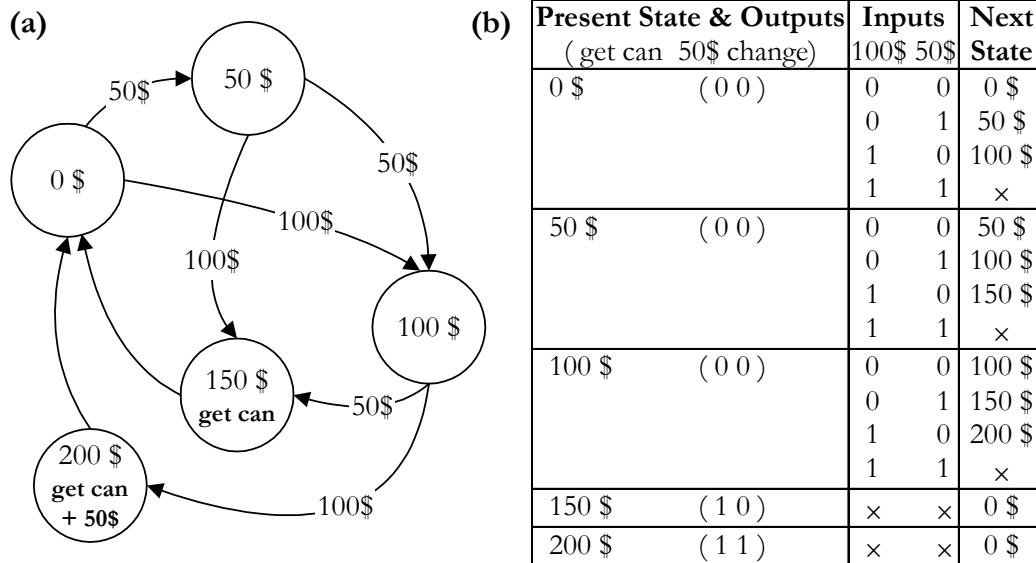 (a)
50 $
50$
0 $
50$
100$
100$
100 $
150 $
get can
50$
200 $
get can
+ 50$
100$
(b)
Present State & Outputs Inputs Next
( get can 50$ change) 100$ 50$ State
0 $ ( 0 0 ) 0 0 0 $
0 1 50 $
1 0 100 $
1 1 ×
50 $ ( 0 0 ) 0 0 50 $
0 1 100 $
1 0 150 $
1 1 ×
100 $ ( 0 0 ) 0 0 100 $
0 1 150 $
1 0 200 $
1 1 ×
150 $ ( 1 0 ) × × 0 $
200 $ ( 1 1 ) × × 0 $